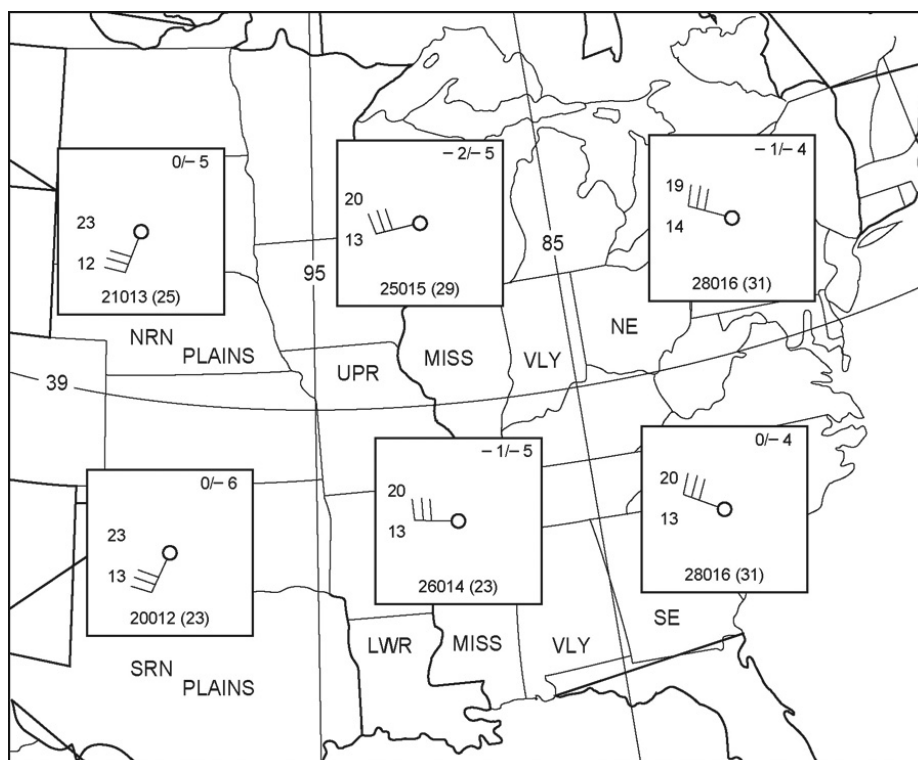 0/– 5
23
12
21013 (25)
– 2/– 5
20
13
25015 (29)
– 1/– 4
19
14
28016 (31)
95
85
39
NRN
PLAINS
UPR
MISS
VLY
NE
0/– 6
23
13
20012 (23)
– 1/– 5
20
13
26014 (23)
0/– 4
20
13
28016 (31)
SRN
PLAINS
LWR
MISS
VLY
SE